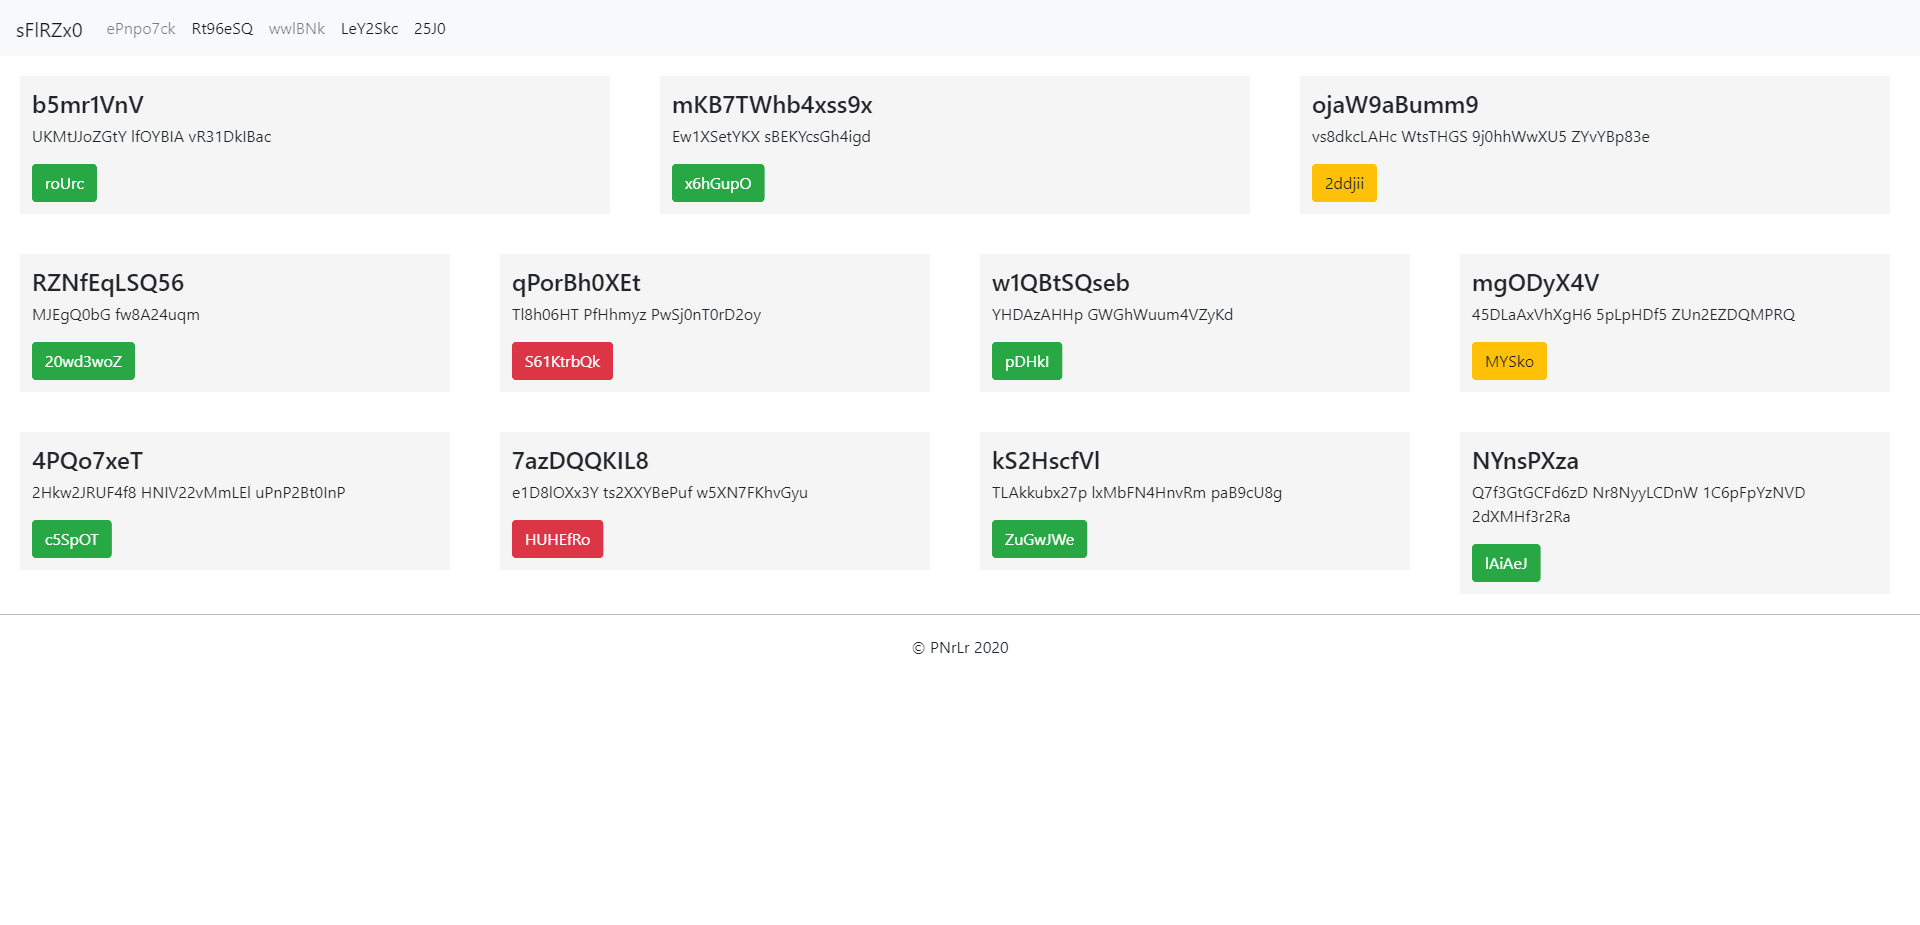 sFlRZx0 ePnpo7ck Rt96eSQ wwlBNk LeY2Skc 25J0
b5mr1VnV
UKMtJJoZGtY lfOYBIA vR31DkIBac
roUrc
mKB7TWhb4xss9x
Ew1XSetYKX sBEKYcsGh4igd
x6hGupO
ojaW9aBumm9
vs8dkcLAHc WtsTHGS 9j0hhWwXU5 ZYvYBp83e
2ddjii
RZNfEqLSQ56
MJEgQ0bG fw8A24uqm
20wd3woZ
qPorBh0XEt
Tl8h06HT PfHhmyz PwSj0nT0rD2oy
S61KtrbQk
w1QBtSQseb
YHDAzAHHp GWGhWuum4VZyKd
pDHkI
mgODyX4V
45DLaAxVhXgH6 5pLpHDf5 ZUn2EZDQMPRQ
MYSko
4PQo7xeT
2Hkw2JRUF4f8 HNIV22vMmLEl uPnP2Bt0InP
c5SpOT
7azDQQKIL8
e1D8lOXx3Y ts2XXYBePuf w5XN7FKhvGyu
HUHEfRo
kS2HscfVl
TLAkkubx27p lxMbFN4HnvRm paB9cU8g
ZuGwJWe
NYnsPXza
Q7f3GtGCFd6zD Nr8NyyLCDnW 1C6pFpYzNVD
2dXMHf3r2Ra
lAiAeJ
© PNrLr 2020